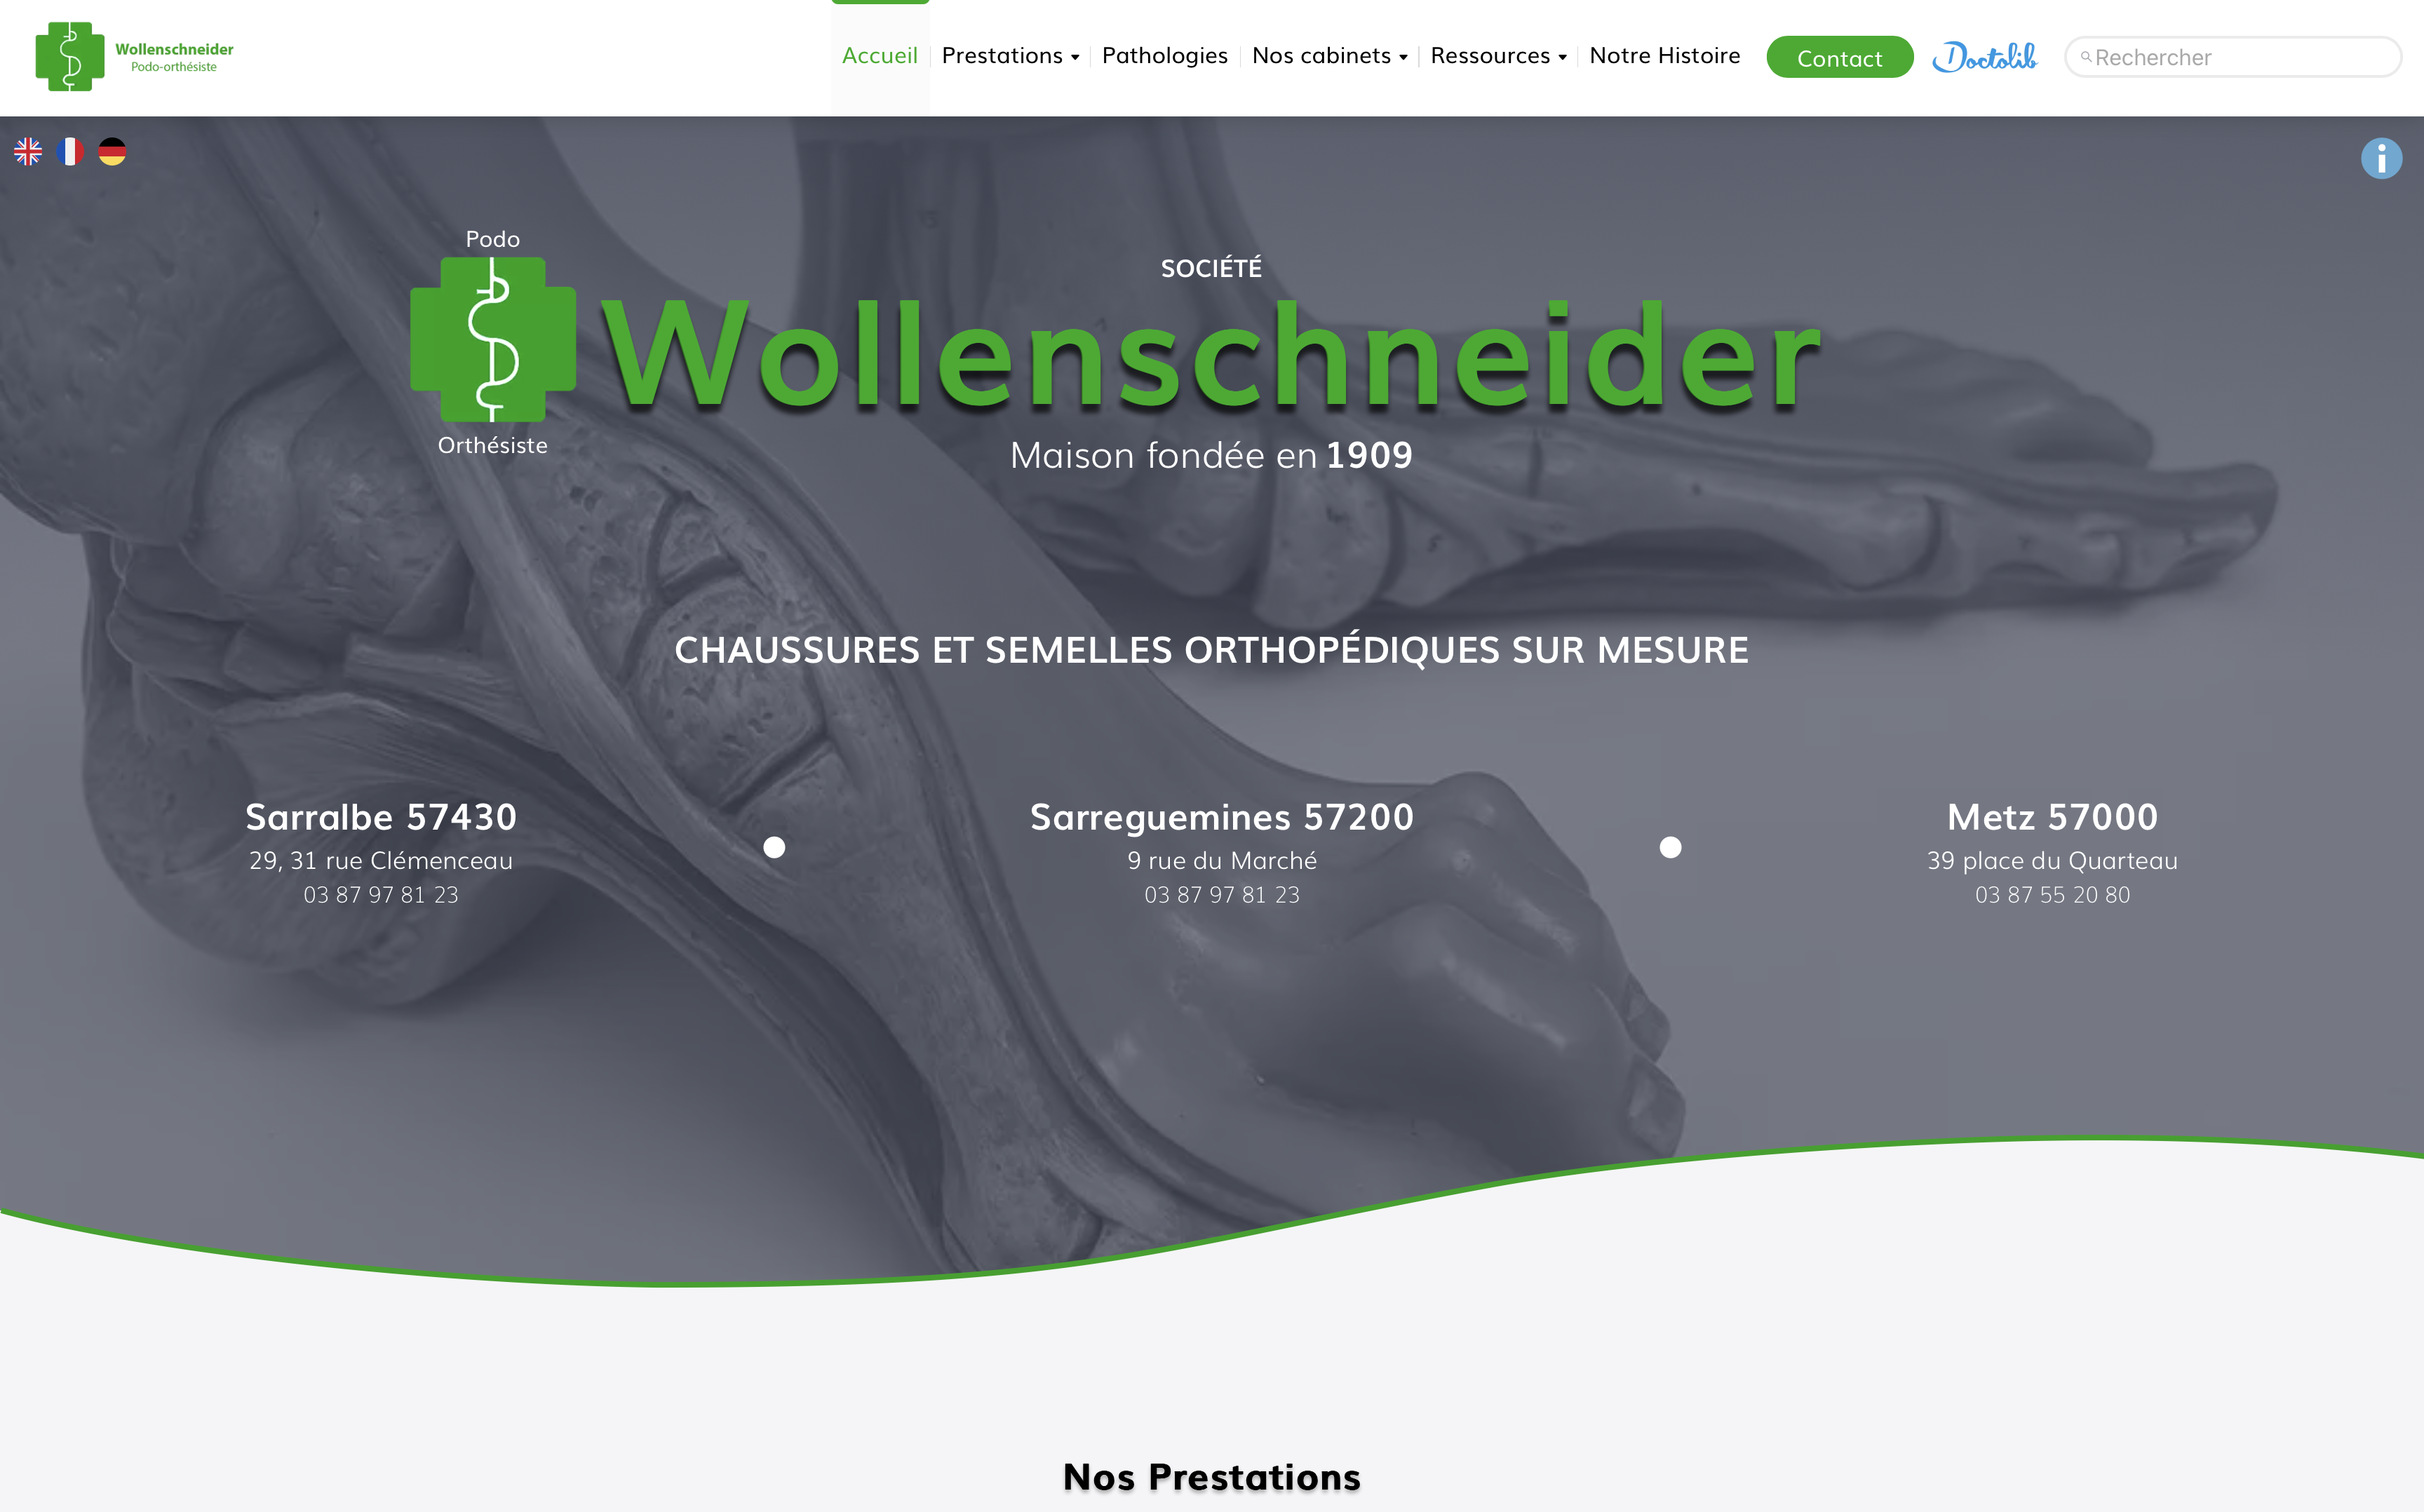 Wollenschneider
Podo-orthésiste
Accueil
Prestations
Pathologies
Nos cabinets
Ressources
Notre Histoire
Contact
Doctolib
Rechercher
Podo
Orthésiste
SOCIÉTÉ
Wollenschneider
Maison fondée en 1909
CHAUSSURES ET SEMELLES ORTHOPÉDIQUES SUR MESURE
Sarralbe 57430
29, 31 rue Clémenceau
03 87 97 81 23
Sarreguemines 57200
9 rue du Marché
03 87 97 81 23
Metz 57000
39 place du Quarteau
03 87 55 20 80
Nos Prestations